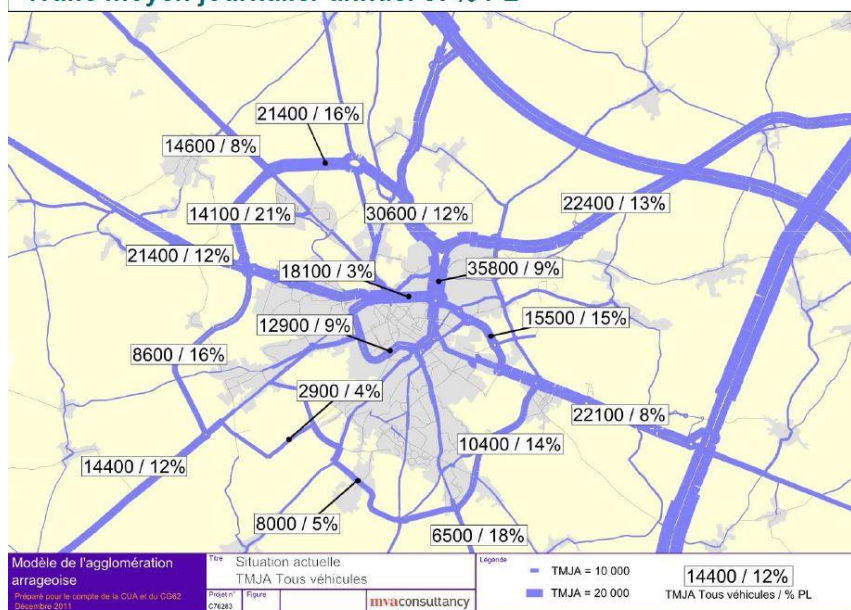 21400 / 16%
14600 / 8%
22400 / 13%
14100 / 21%
30600 / 12%
21400 / 12%
18100 / 3%
35800 / 9%
12900 / 9%
15500 / 15%
8600 / 16%
2900 / 4%
22100 / 8%
10400 / 14%
14400 / 12%
8000 / 5%
6500 / 18%
Modèle de l'agglomération
arrageoise
Préparé pour le compte de la CUA et du CG62
Décembre 2011
Titre Situation actuelle
TMJA Tous véhicules
Projet n° Figure
C76283
mvaconsultancy
Légende
TMJA = 10 000
TMJA = 20 000
14400 / 12%
TMJA Tous véhicules / % PL